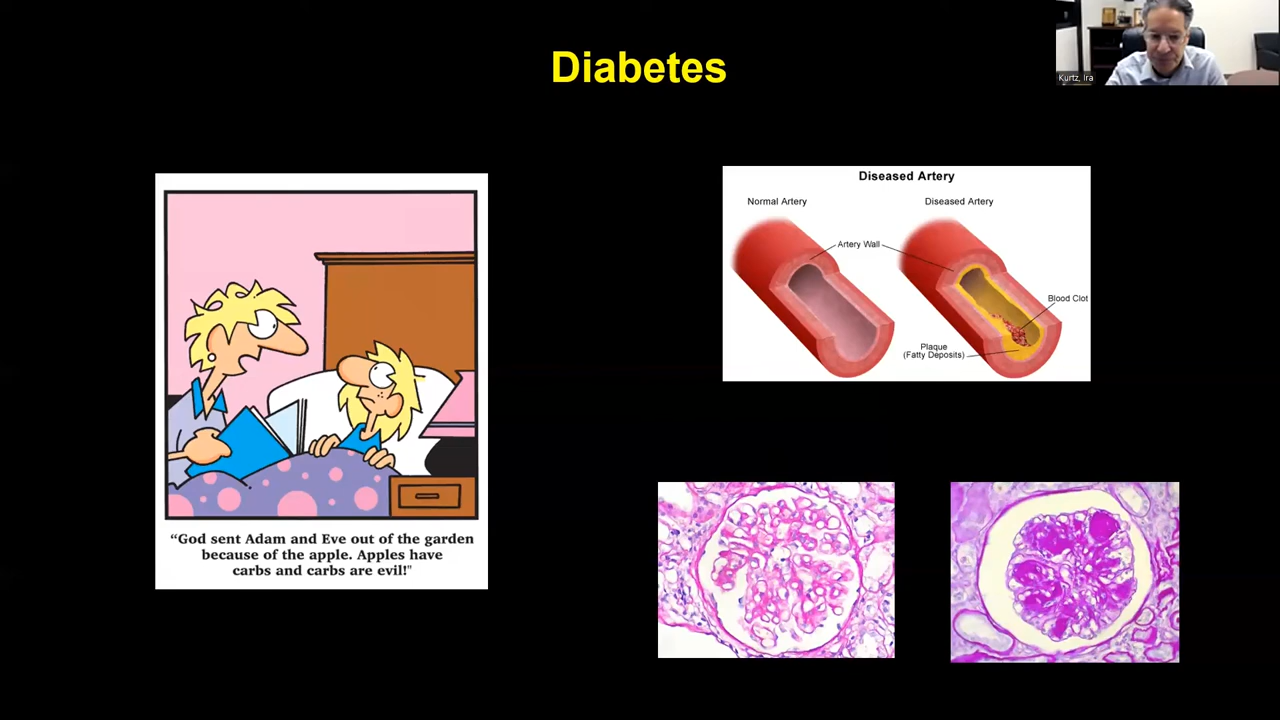 Diabetes
Kurtz, Ira
Diseased Artery
Normal Artery
Diseased Artery
Artery Wall
Blood Clot
Plaque
(Fatty Deposits)
“God sent Adam and Eve out of the garden
because of the apple. Apples have
carbs and carbs are evil!"